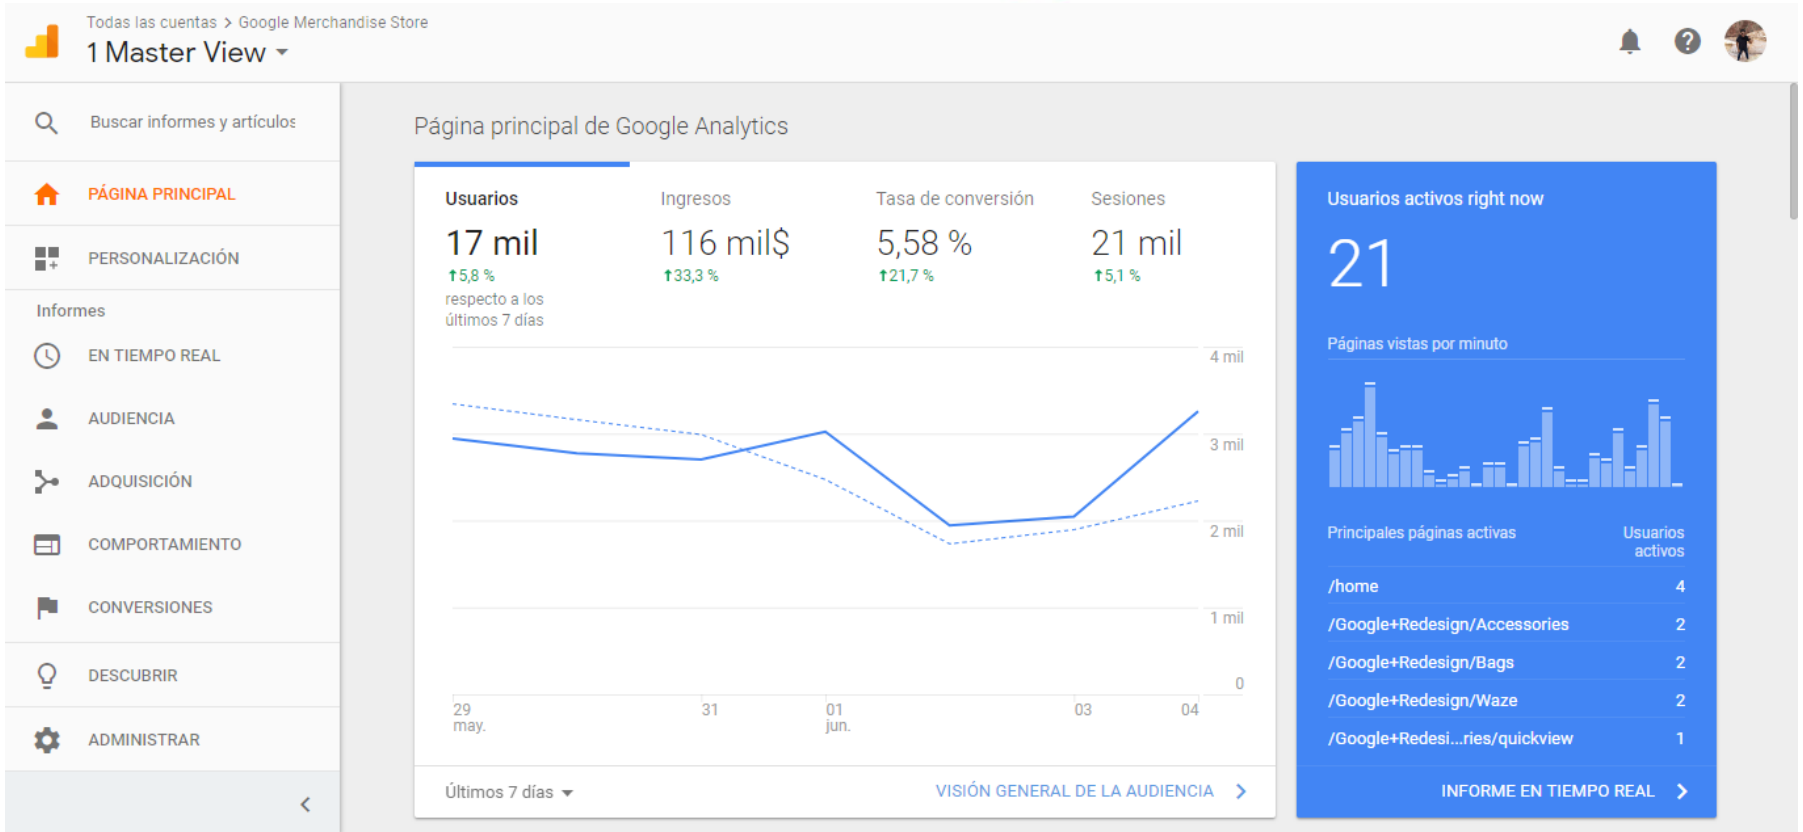 Todas las cuentas > Google Merchandise Store
1 Master View
Buscar informes y artículos
PÁGINA PRINCIPAL
PERSONALIZACIÓN
Informes
EN TIEMPO REAL
AUDIENCIA
ADQUISICIÓN
COMPORTAMIENTO
CONVERSIONES
DESCUBRIR
ADMINISTRAR
Página principal de Google Analytics
Usuarios
17 mil
↑5,8 %
respecto a los
últimos 7 días
Ingresos
116 mil$
↑33,3 %
Tasa de conversión
5,58 %
↑21,7 %
Sesiones
21 mil
↑5,1 %
4 mil
3 mil
2 mil
1 mil
0
29
may.
31
01
jun.
03
04
Últimos 7 días
VISIÓN GENERAL DE LA AUDIENCIA
Usuarios activos right now
21
Páginas vistas por minuto
Principales páginas activas
Usuarios
activos
/home 4
/Google+Redesign/Accessories 2
/Google+Redesign/Bags 2
/Google+Redesign/Waze 2
/Google+Redesi...ries/quickview 1
INFORME EN TIEMPO REAL